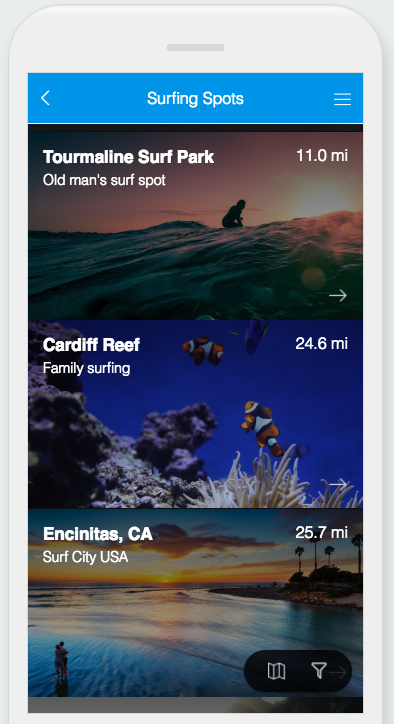 Surfing Spots
Tourmaline Surf Park
11.0 mi
Old man's surf spot
Cardiff Reef
24.6 mi
Family surfing
Encinitas, CA
25.7 mi
Surf City USA